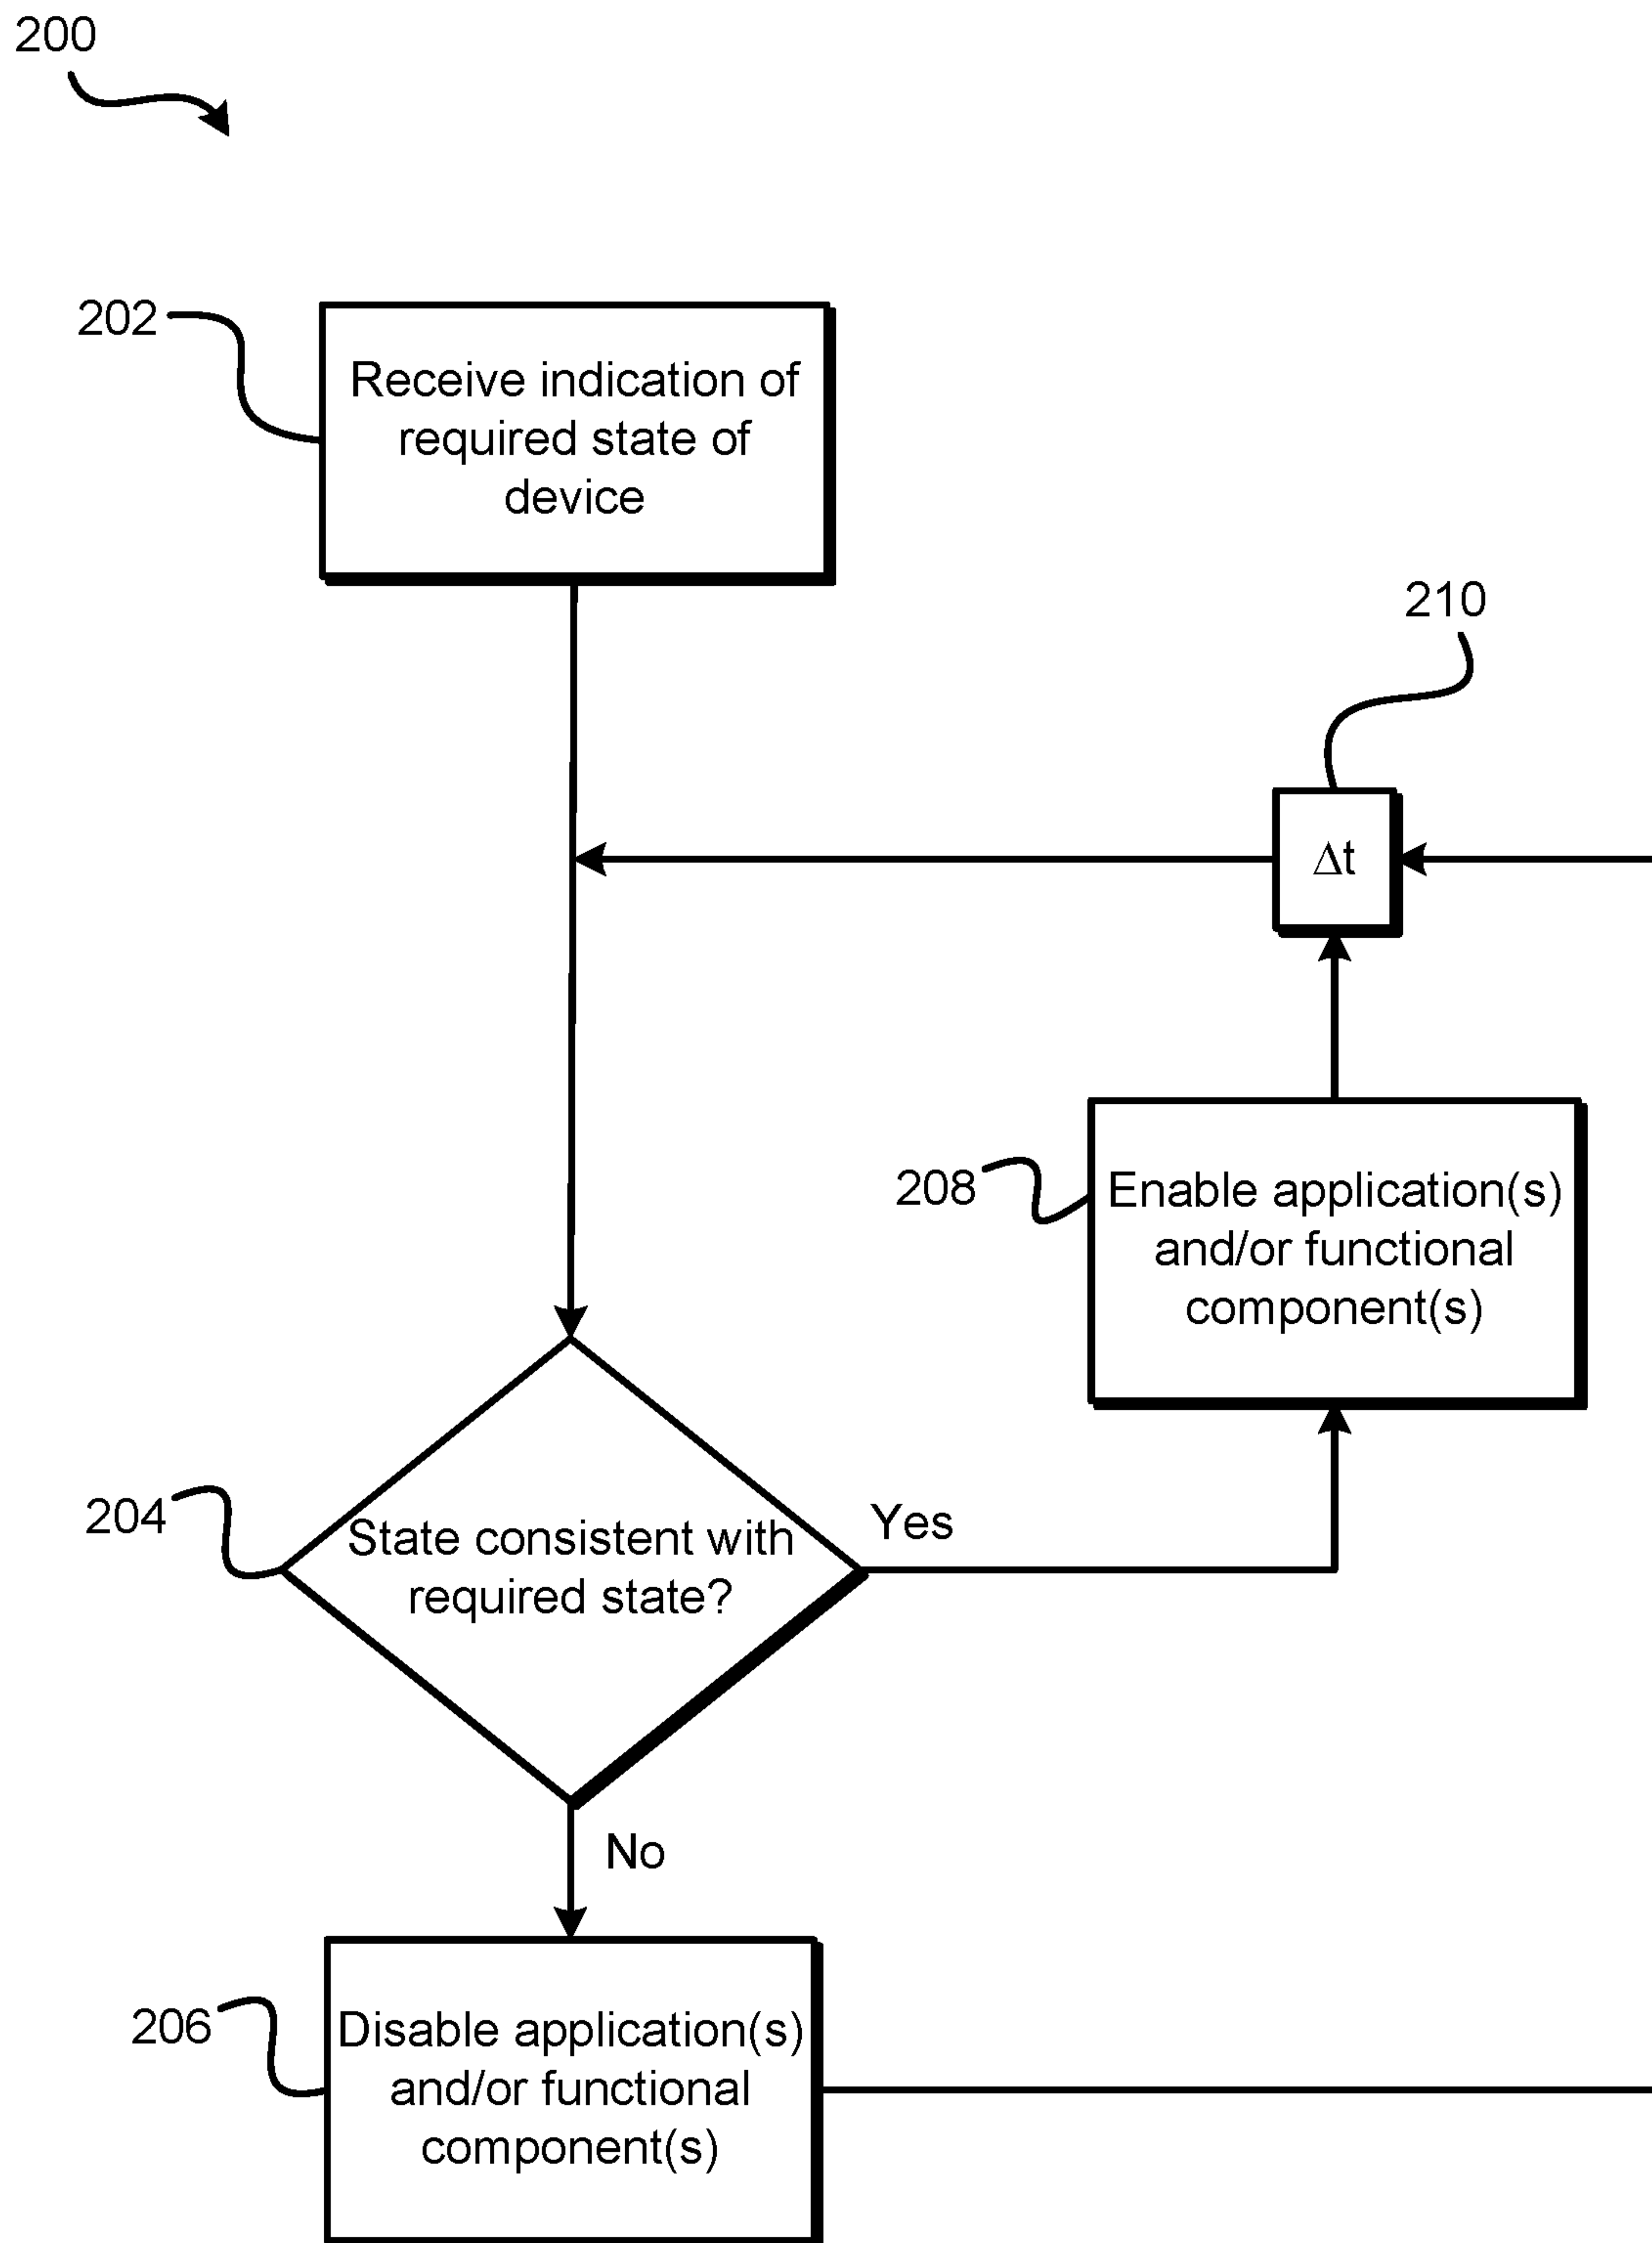 200
202
Receive indication of
required state of
device
210
Δt
208
Enable application(s)
and/or functional
component(s)
204
State consistent with
required state?
Yes
No
206
Disable application(s)
and/or functional
component(s)